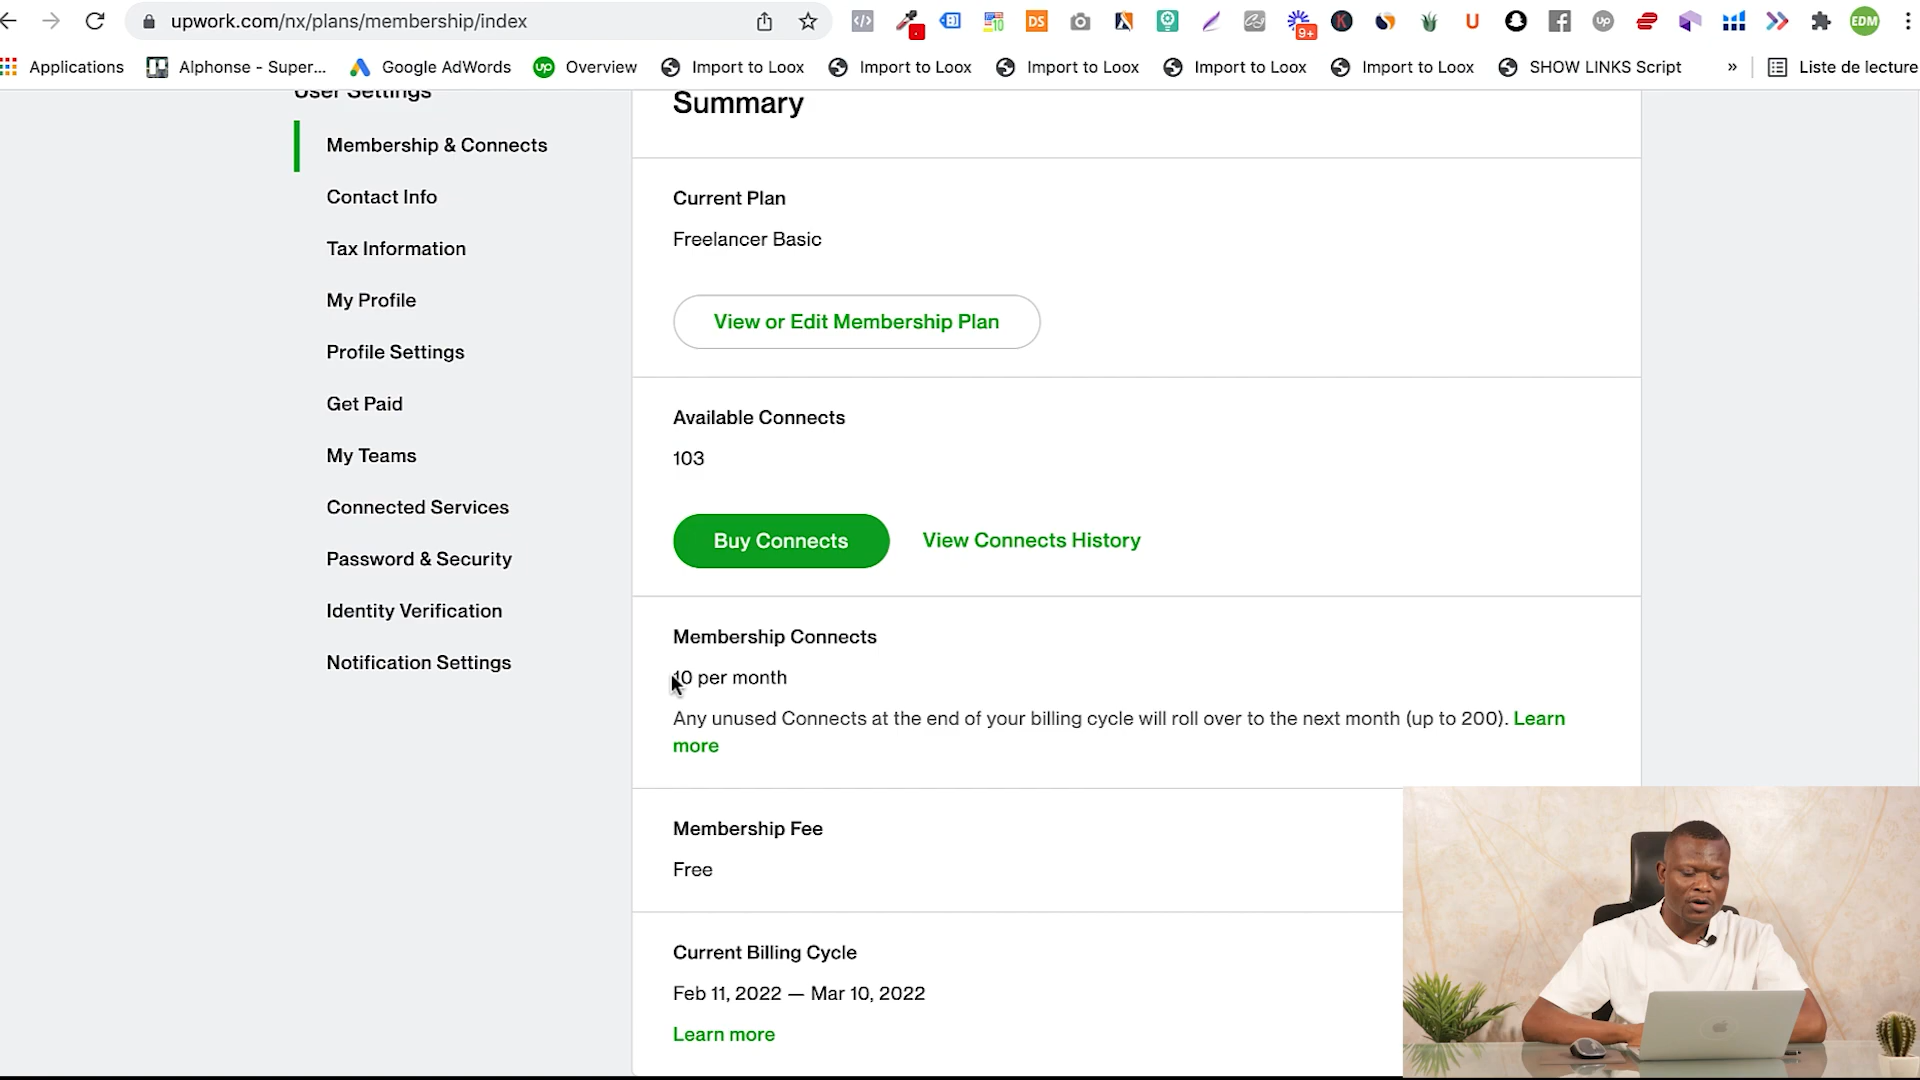 upwork.com/nx/plans/membership/index
9+
EDM
Applications
Alphonse - Super...
Google AdWords
Overview
Import to Loox
Import to Loox
Import to Loox
Import to Loox
Import to Loox
SHOW LINKS Script
»
Liste de lecture
User Settings
Membership & Connects
Contact Info
Tax Information
My Profile
Profile Settings
Get Paid
My Teams
Connected Services
Password & Security
Identity Verification
Notification Settings
Summary
Current Plan
Freelancer Basic
View or Edit Membership Plan
Available Connects
103
Buy Connects
View Connects History
Membership Connects
10 per month
Any unused Connects at the end of your billing cycle will roll over to the next month (up to 200). Learn
more
Membership Fee
Free
Current Billing Cycle
Feb 11, 2022 — Mar 10, 2022
Learn more